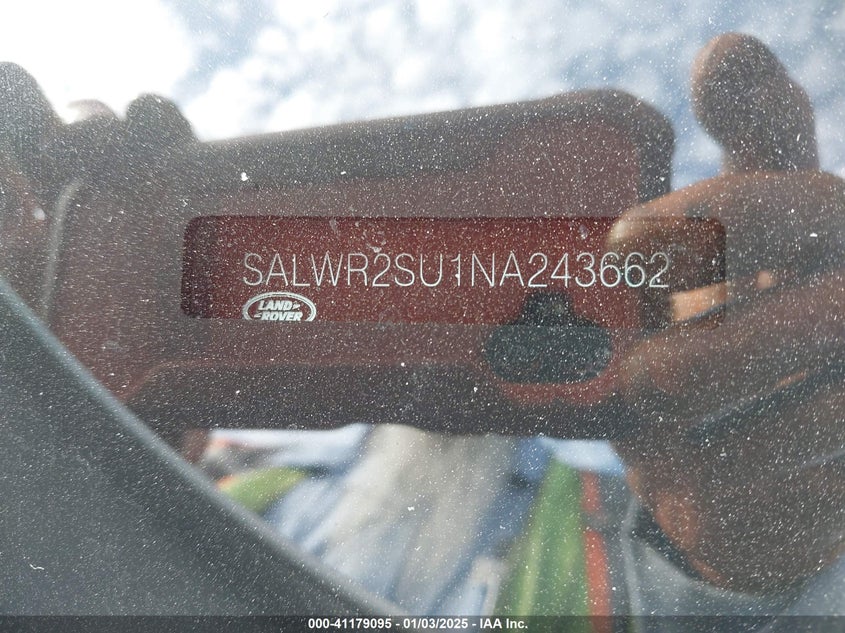 SALWR2SU1NA243662
LAND-
-ROVER
000-41179095 - 01/03/2025 - IAA Inc.